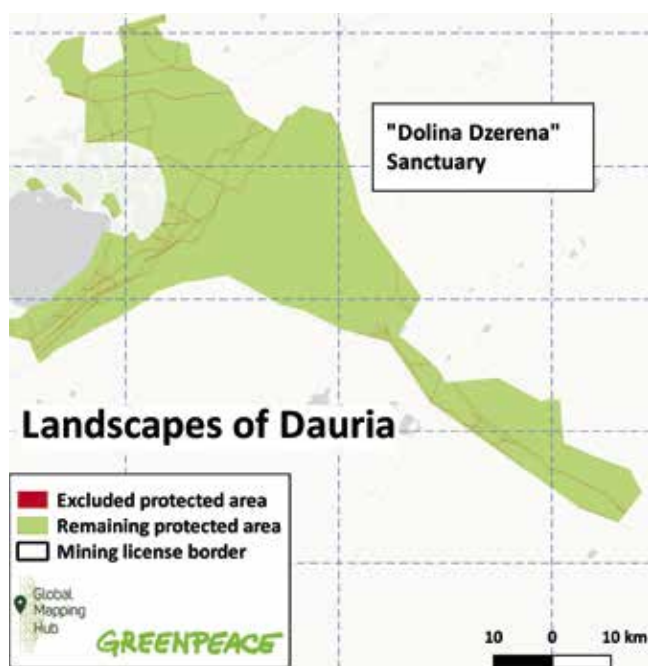 "Dolina Dzerena"
Sanctuary
Landscapes of Dauria
Excluded protected area
Remaining protected area
Mining license border
Global
Mapping
Hub
GREENPEACE
10 0 10 km